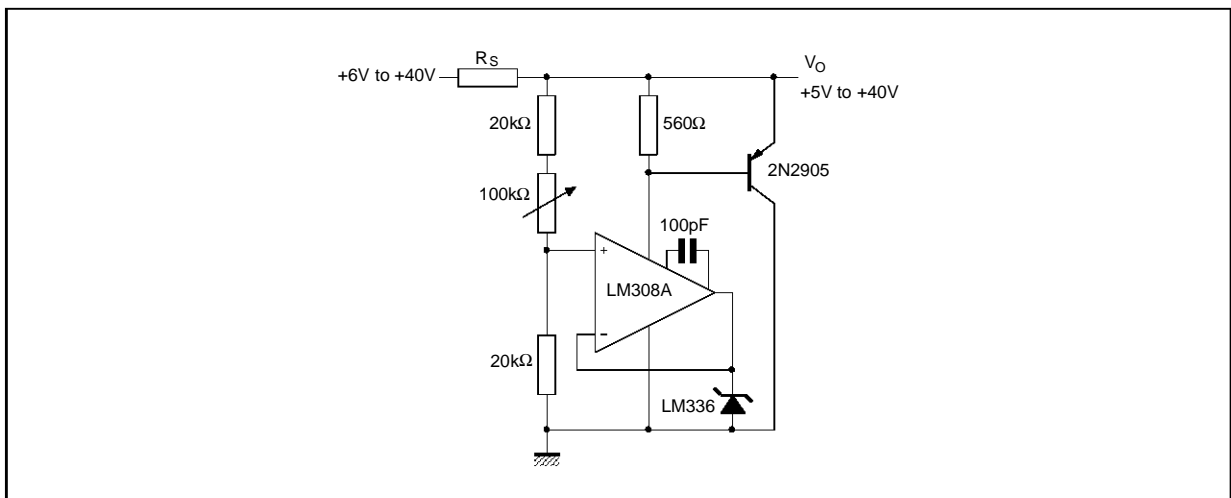 RS
+6V to +40V
VO
+5V to +40V
20kΩ
560Ω
2N2905
100kΩ
100pF
+
LM308A
-
20kΩ
LM336